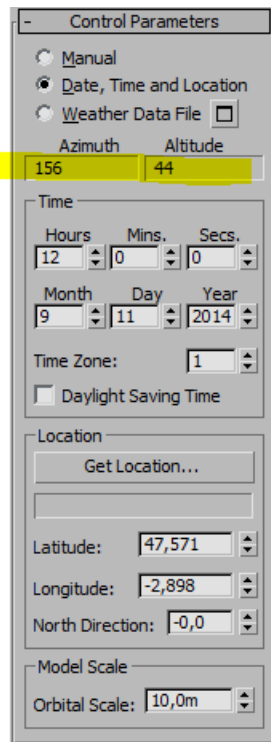 - Control Parameters
Manual
Date, Time and Location
Weather Data File
Azimuth Altitude
156 44
Time
Hours Mins. Secs.
12 0 0
Month Day Year
9 11 2014
Time Zone: 1
Daylight Saving Time
Location
Get Location...
Latitude: 47,571
Longitude: -2,898
North Direction: -0,0
Model Scale
Orbital Scale: 10,0m